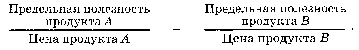 Предельная полезность
продукта A
Цена продукта A
=
Предельная полезность
продукта B
Цена продукта B
.